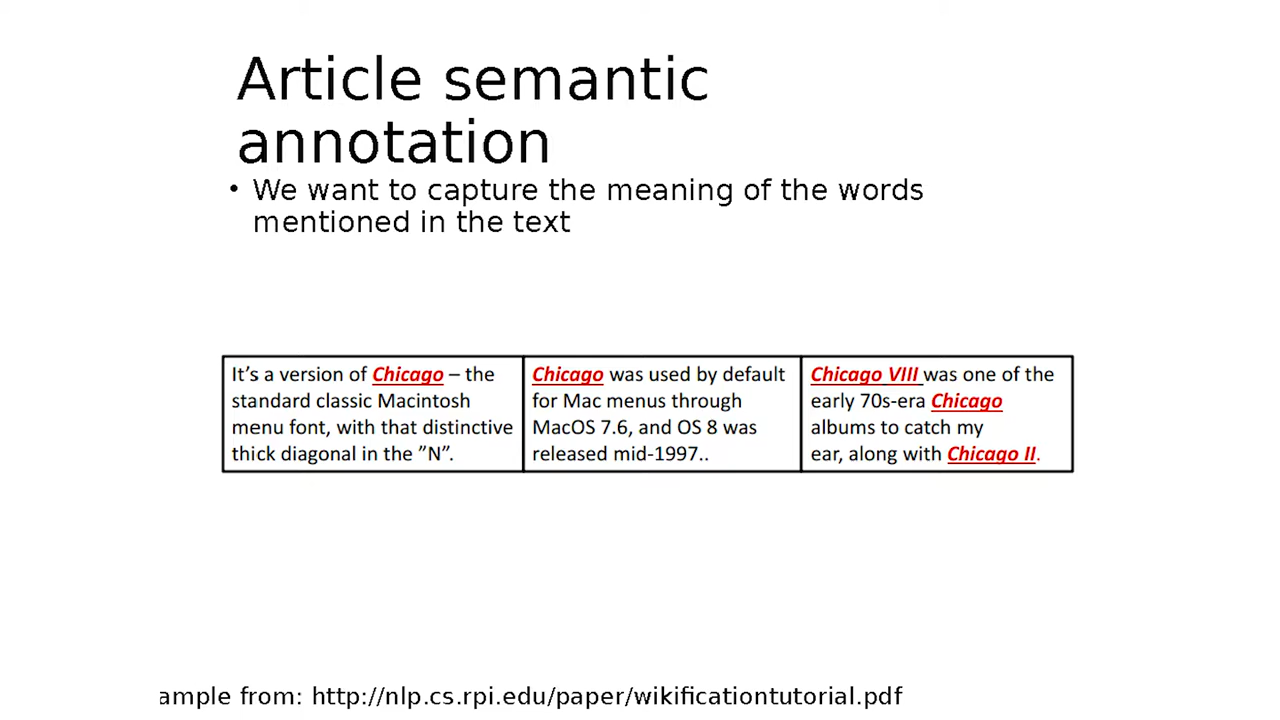 Article semantic
annotation
• We want to capture the meaning of the words
mentioned in the text
It's a version of Chicago – the
standard classic Macintosh
menu font, with that distinctive
thick diagonal in the ”N”.
Chicago was used by default
for Mac menus through
MacOS 7.6, and OS 8 was
released mid-1997..
Chicago VIII was one of the
early 70s-era Chicago
albums to catch my
ear, along with Chicago II.
ample from: http://nlp.cs.rpi.edu/paper/wikificationtutorial.pdf